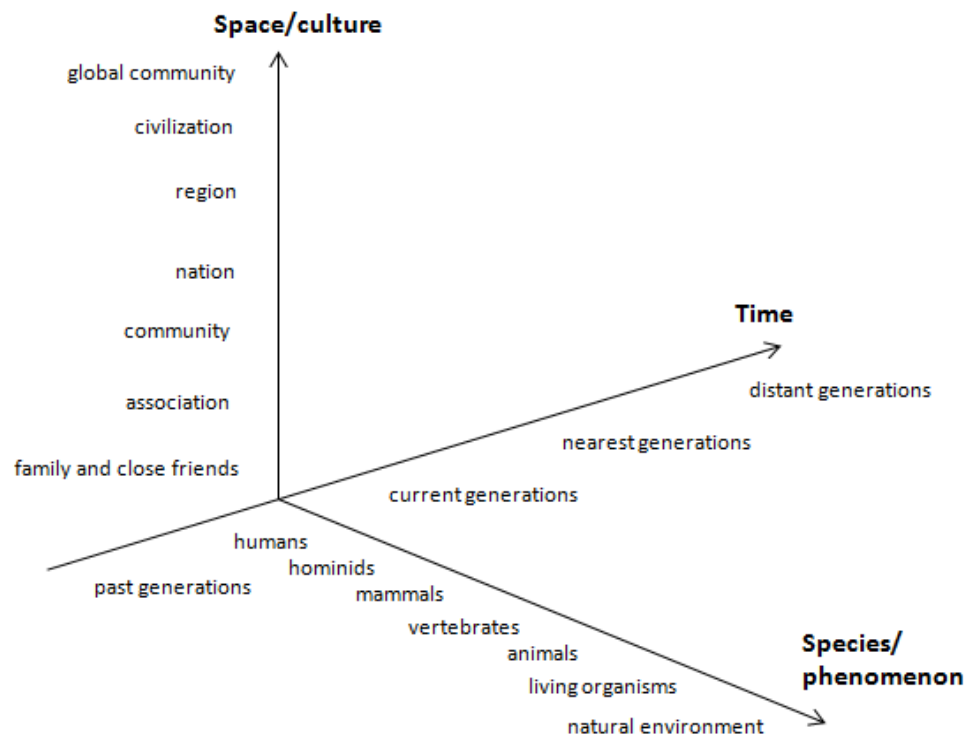 Space/culture
global community
civilization
region
nation
community
association
family and close friends
Time
distant generations
nearest generations
current generations
past generations
humans
hominids
mammals
vertebrates
animals
living organisms
natural environment
Species/
phenomenon